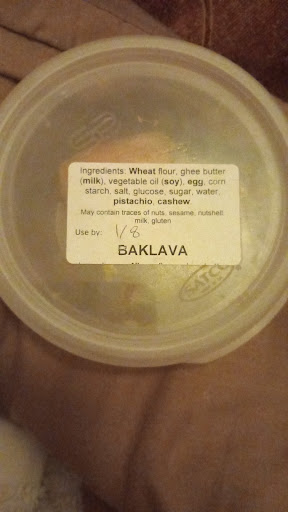 Ingredients: Wheat flour, ghee butter
(milk), vegetable oil (soy), egg, corn
starch, salt, glucose, sugar, water,
pistachio, cashew.
May contain traces of nuts, sesame, nutshell,
milk, gluten
Use by: 1/8
BAKLAVA
SATCO